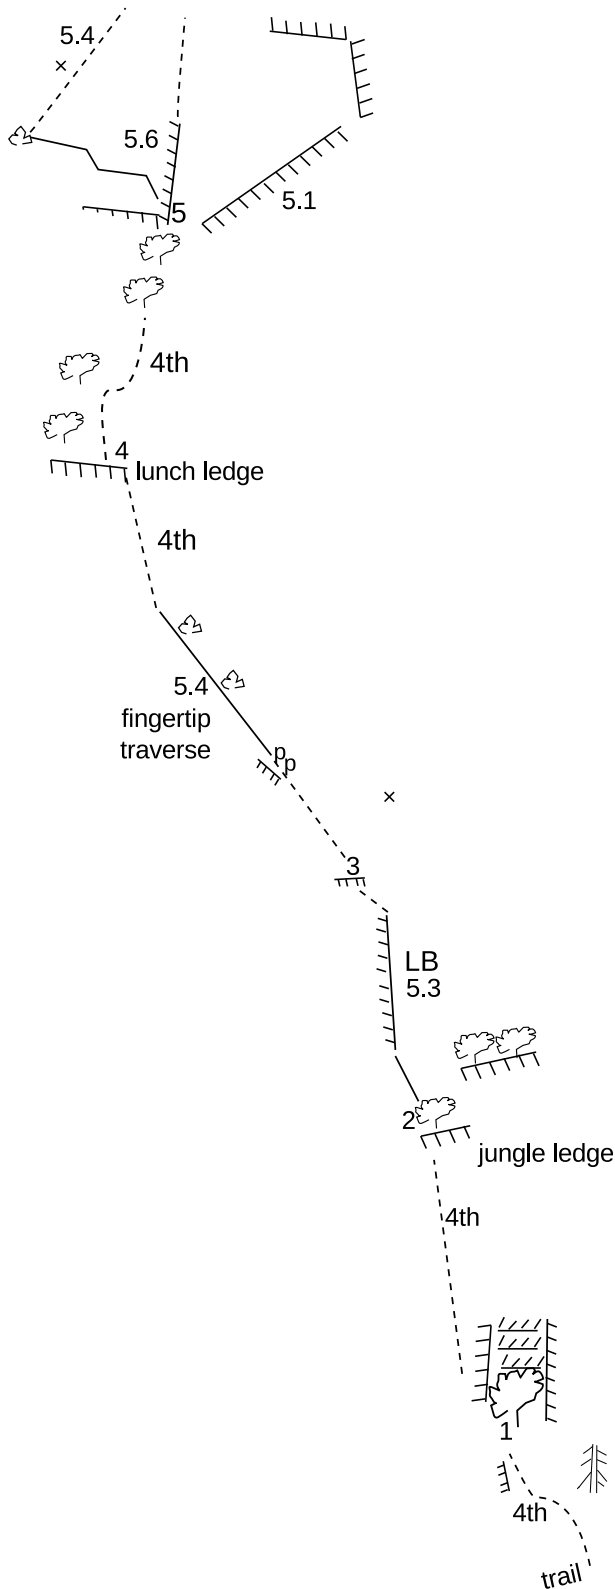 5.4
5.6
5
5.1
4th
4
lunch ledge
4th
5.4
fingertip
traverse
p
p
3
LB
5.3
2
jungle ledge
4th
1
4th
trail